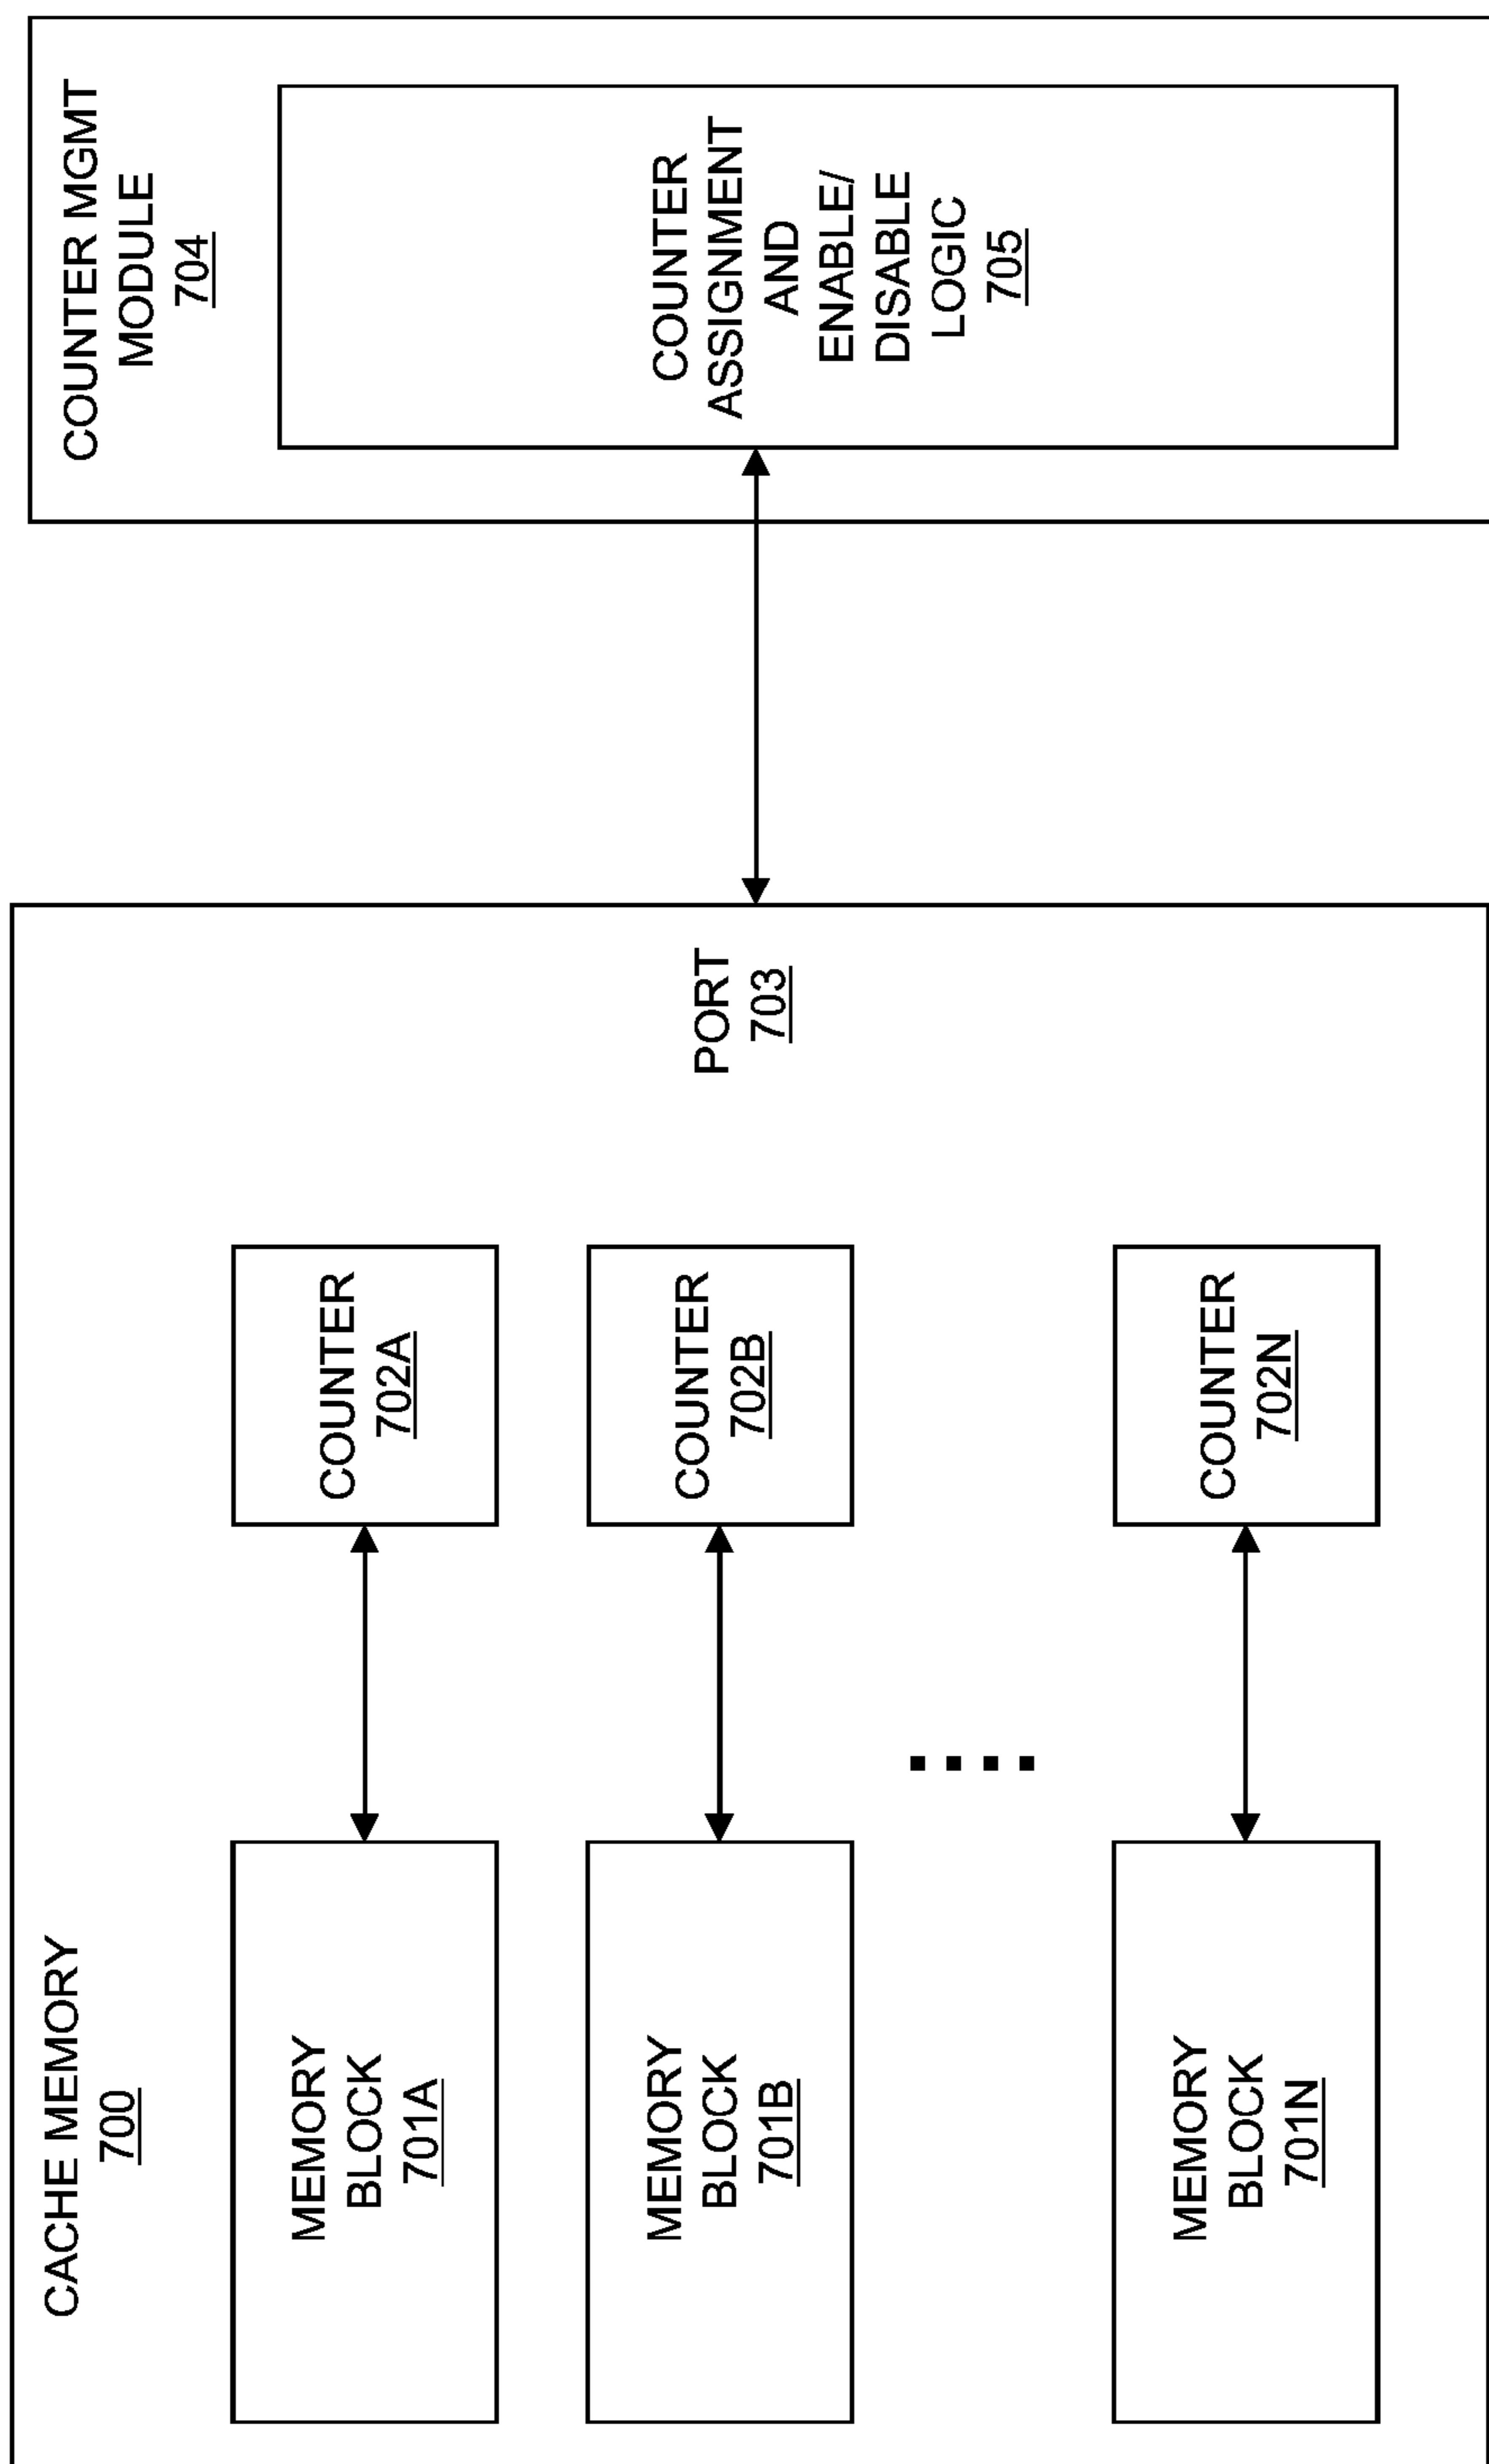 CACHE MEMORY
700
MEMORY
BLOCK
701A
COUNTER
702A
MEMORY
BLOCK
701B
COUNTER
702B
MEMORY
BLOCK
701N
COUNTER
702N
PORT
703
COUNTER MGMT
MODULE
704
COUNTER
ASSIGNMENT
AND
ENABLE/
DISABLE
LOGIC
705